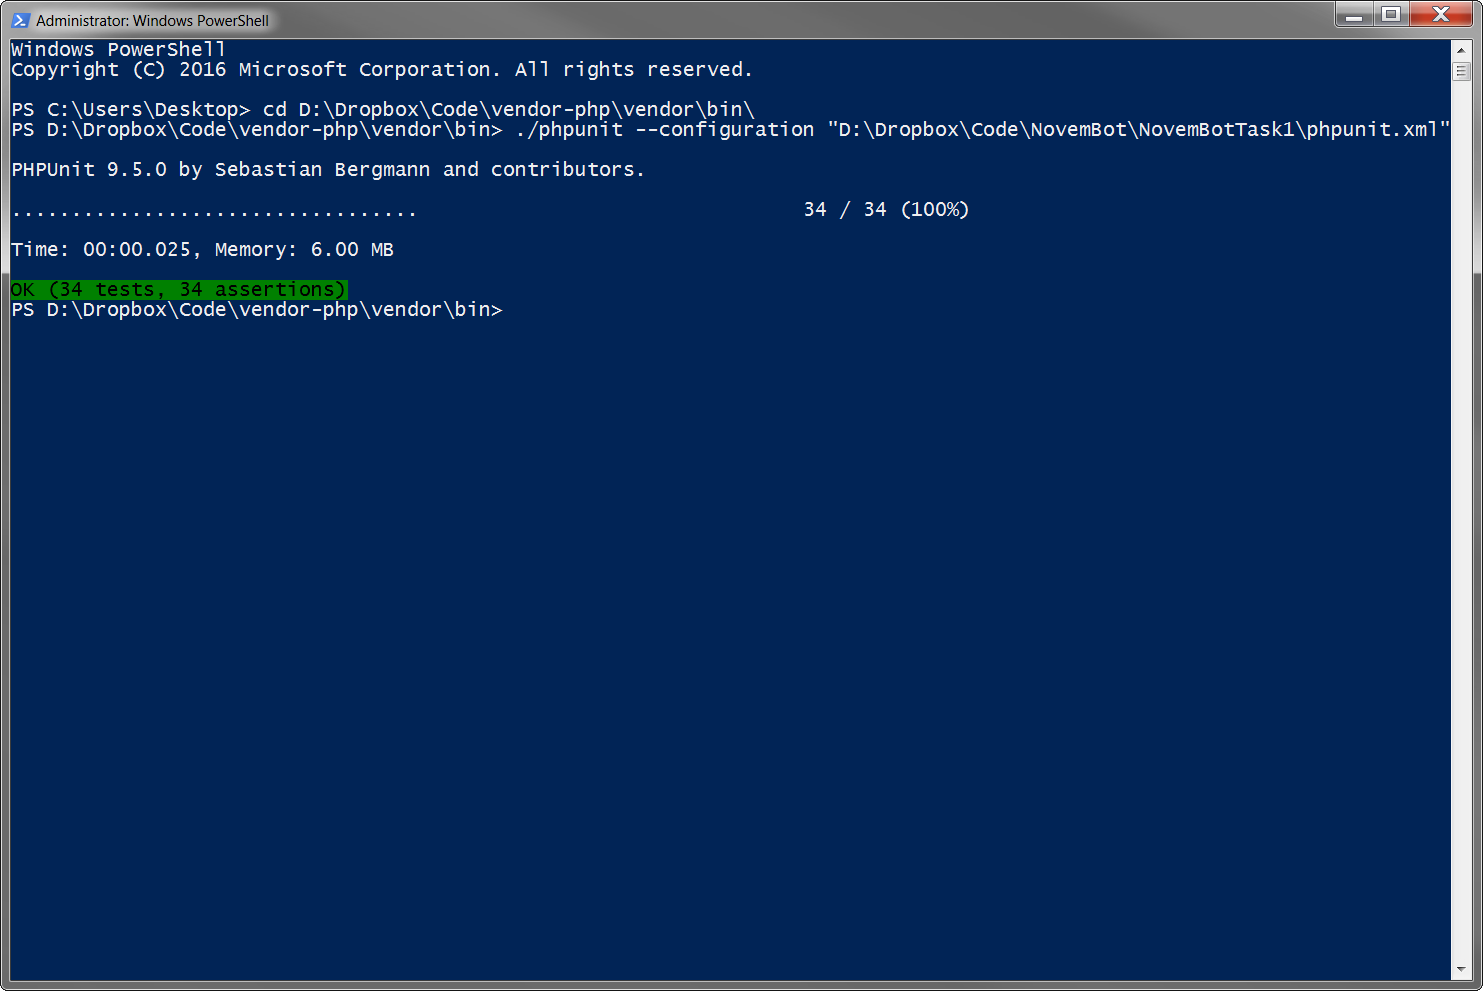 Administrator: Windows PowerShell
Windows PowerShell
Copyright (C) 2016 Microsoft Corporation. All rights reserved.
PS C:\Users\Desktop> cd D:\Dropbox\Code\vendor-php\vendor\bin\
PS D:\Dropbox\Code\vendor-php\vendor\bin> ./phpunit --configuration "D:\Dropbox\Code\NovemBot\NovemBotTask1\phpunit.xml"
PHPUnit 9.5.0 by Sebastian Bergmann and contributors.
.................................. 34 / 34 (100%)
Time: 00:00.025, Memory: 6.00 MB
OK (34 tests, 34 assertions)
PS D:\Dropbox\Code\vendor-php\vendor\bin>